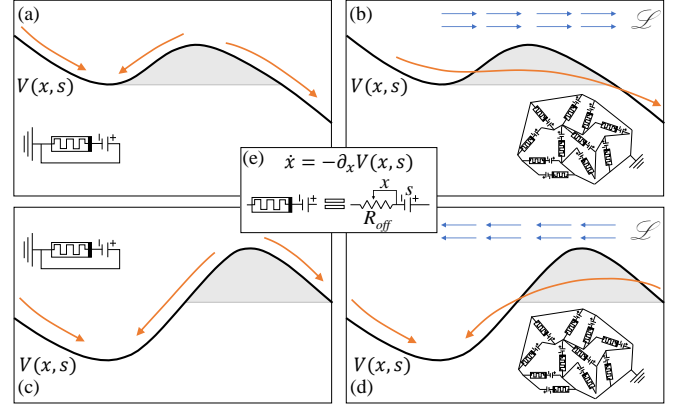 (a)
V(x,s)
+
(b)
ℒ
V(x,s)
(e)
ẋ = −∂ₓV(x,s)
+
x
s
+
R_off
+
V(x,s)
(c)
ℒ
V(x,s)
(d)